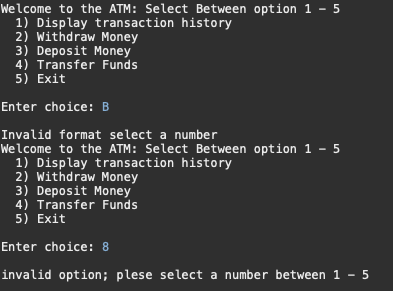 Welcome to the ATM: Select Between option 1 – 5
1) Display transaction history
2) Withdraw Money
3) Deposit Money
4) Transfer Funds
5) Exit
Enter choice: B
Invalid format select a number
Welcome to the ATM: Select Between option 1 – 5
1) Display transaction history
2) Withdraw Money
3) Deposit Money
4) Transfer Funds
5) Exit
Enter choice: 8
invalid option; plese select a number between 1 – 5